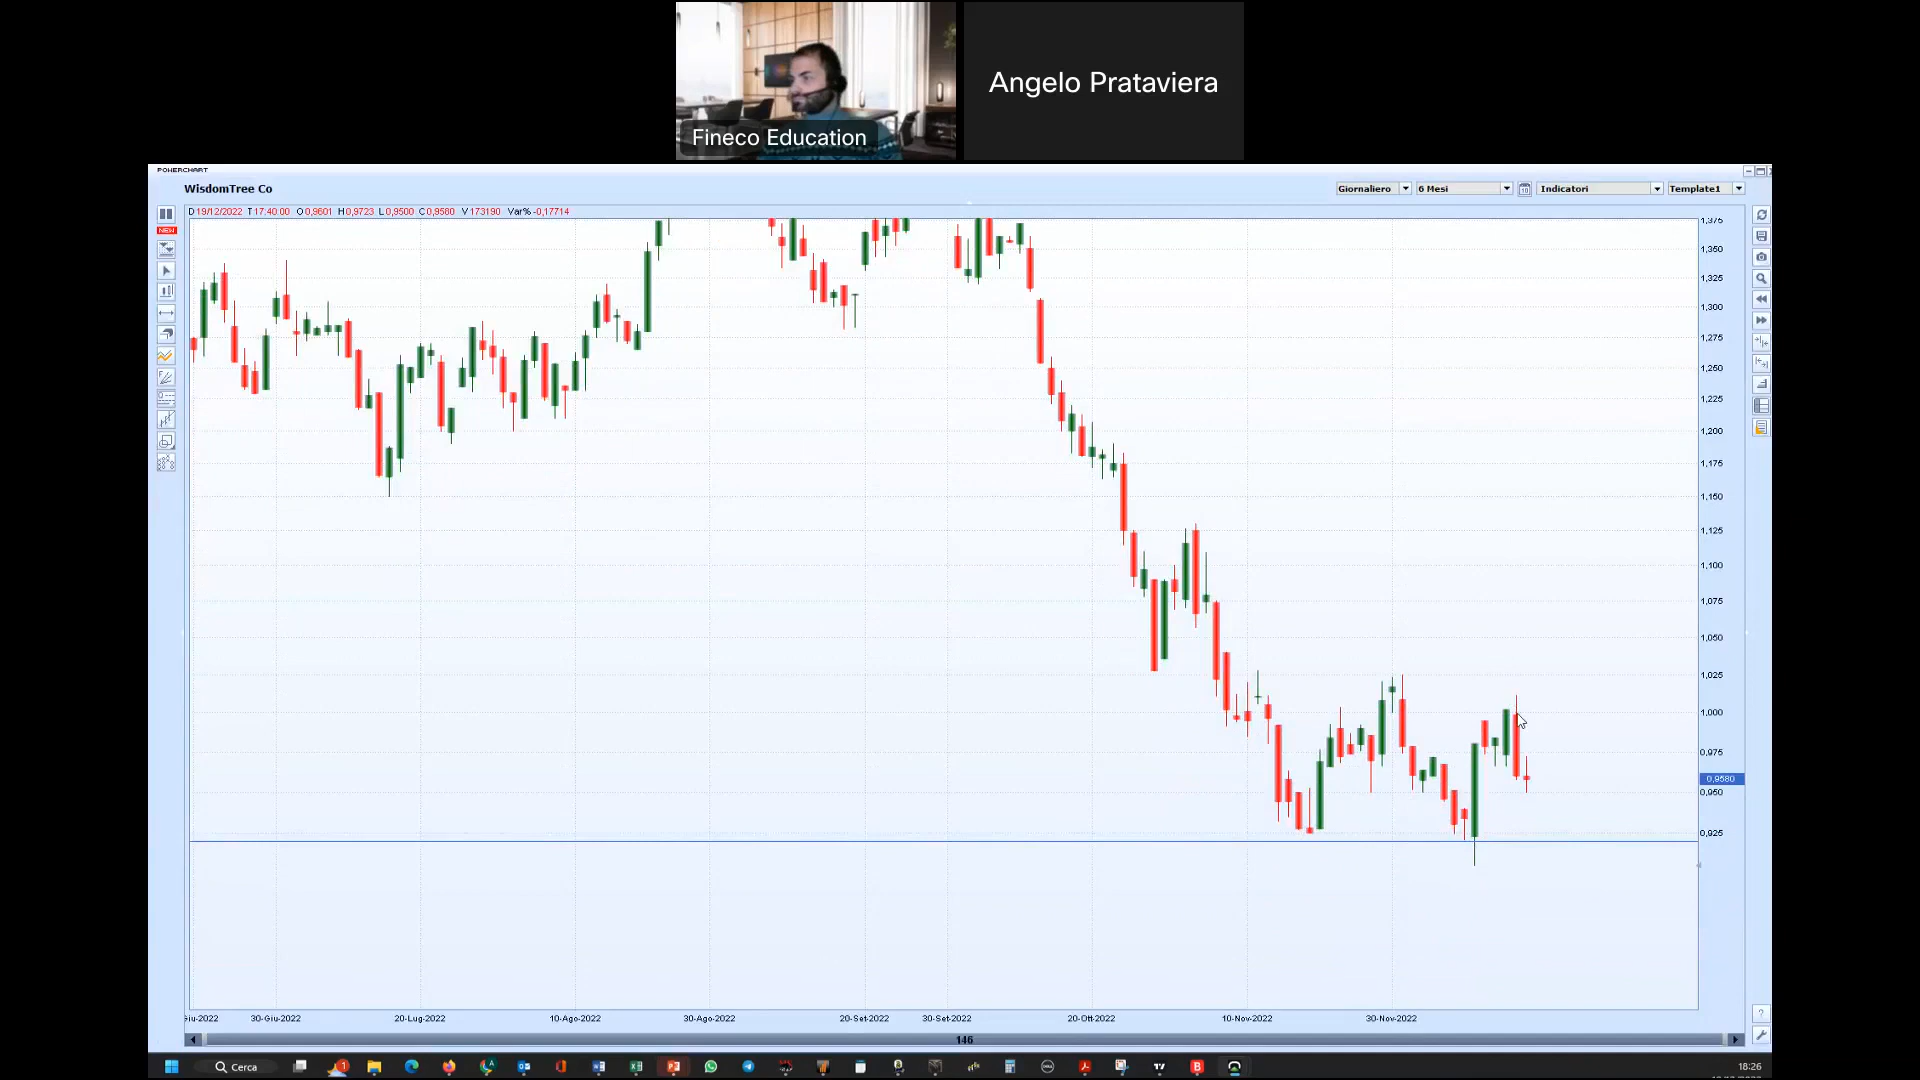 Angelo Prataviera
Fineco Education
POWERCHART
WisdomTree Co
Giornaliero
6 Mesi
Indicatori
Template1
D 19/12/2022 T 17:40:00 O 0,9601 H 0,9723 L 0,9500 C 0,9580 V 173190 Var% -0,17714
NEW
1,375
1,350
1,325
1,300
1,275
1,250
1,225
1,200
1,175
1,150
1,125
1,100
1,075
1,050
1,025
1,000
0,975
0,9580
0,950
0,925
Giu-2022
30-Giu-2022
20-Lug-2022
10-Ago-2022
30-Ago-2022
20-Set-2022
30-Set-2022
20-Ott-2022
10-Nov-2022
30-Nov-2022
146
Cerca
18:26